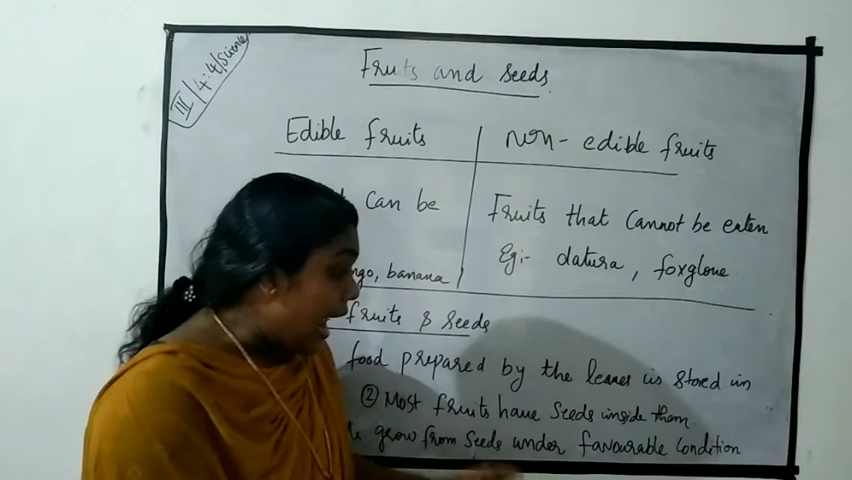 III / 4:4 / Science
Fruits and Seeds
Edible fruits
non- edible fruits
can be
ngo, banana
Fruits that cannot be eaten
Eg:- datura, foxglove
fruits & seeds
food prepared by the leaves is stored in
② Most fruits have seeds inside them
grow from seeds under favourable condition